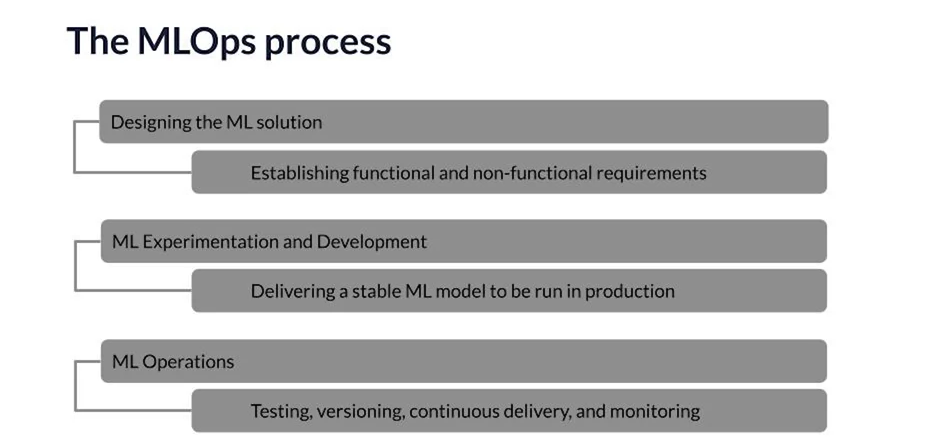 The MLOps process
Designing the ML solution
Establishing functional and non-functional requirements
ML Experimentation and Development
Delivering a stable ML model to be run in production
ML Operations
Testing, versioning, continuous delivery, and monitoring